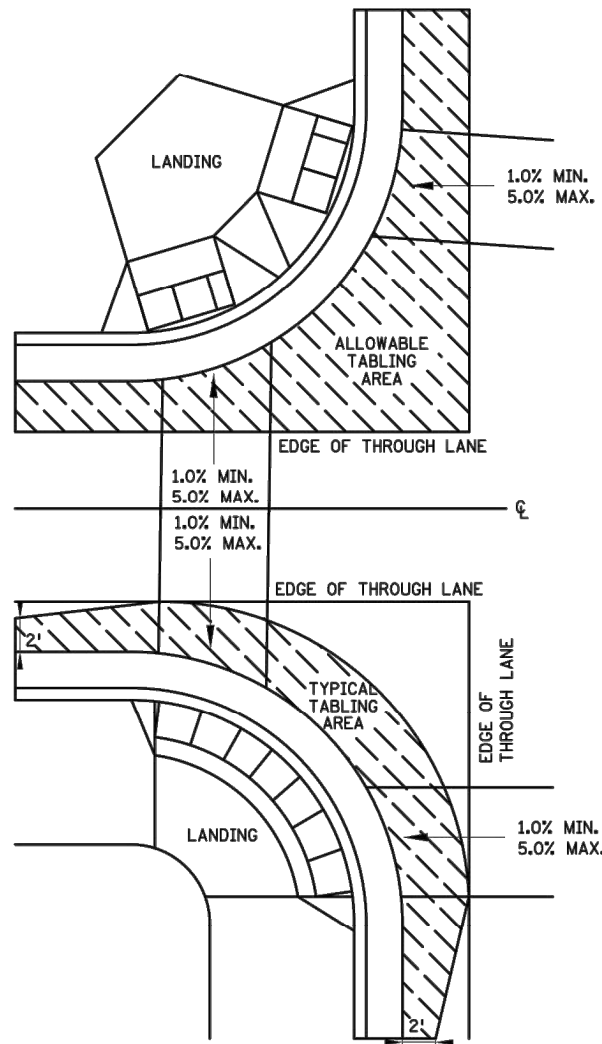 LANDING
1.0% MIN.
5.0% MAX.
ALLOWABLE
TABLING
AREA
EDGE OF THROUGH LANE
1.0% MIN.
5.0% MAX.
1.0% MIN.
5.0% MAX.
CL
EDGE OF THROUGH LANE
2'
TYPICAL
TABLING
AREA
EDGE OF
THROUGH LANE
LANDING
1.0% MIN.
5.0% MAX.
2'